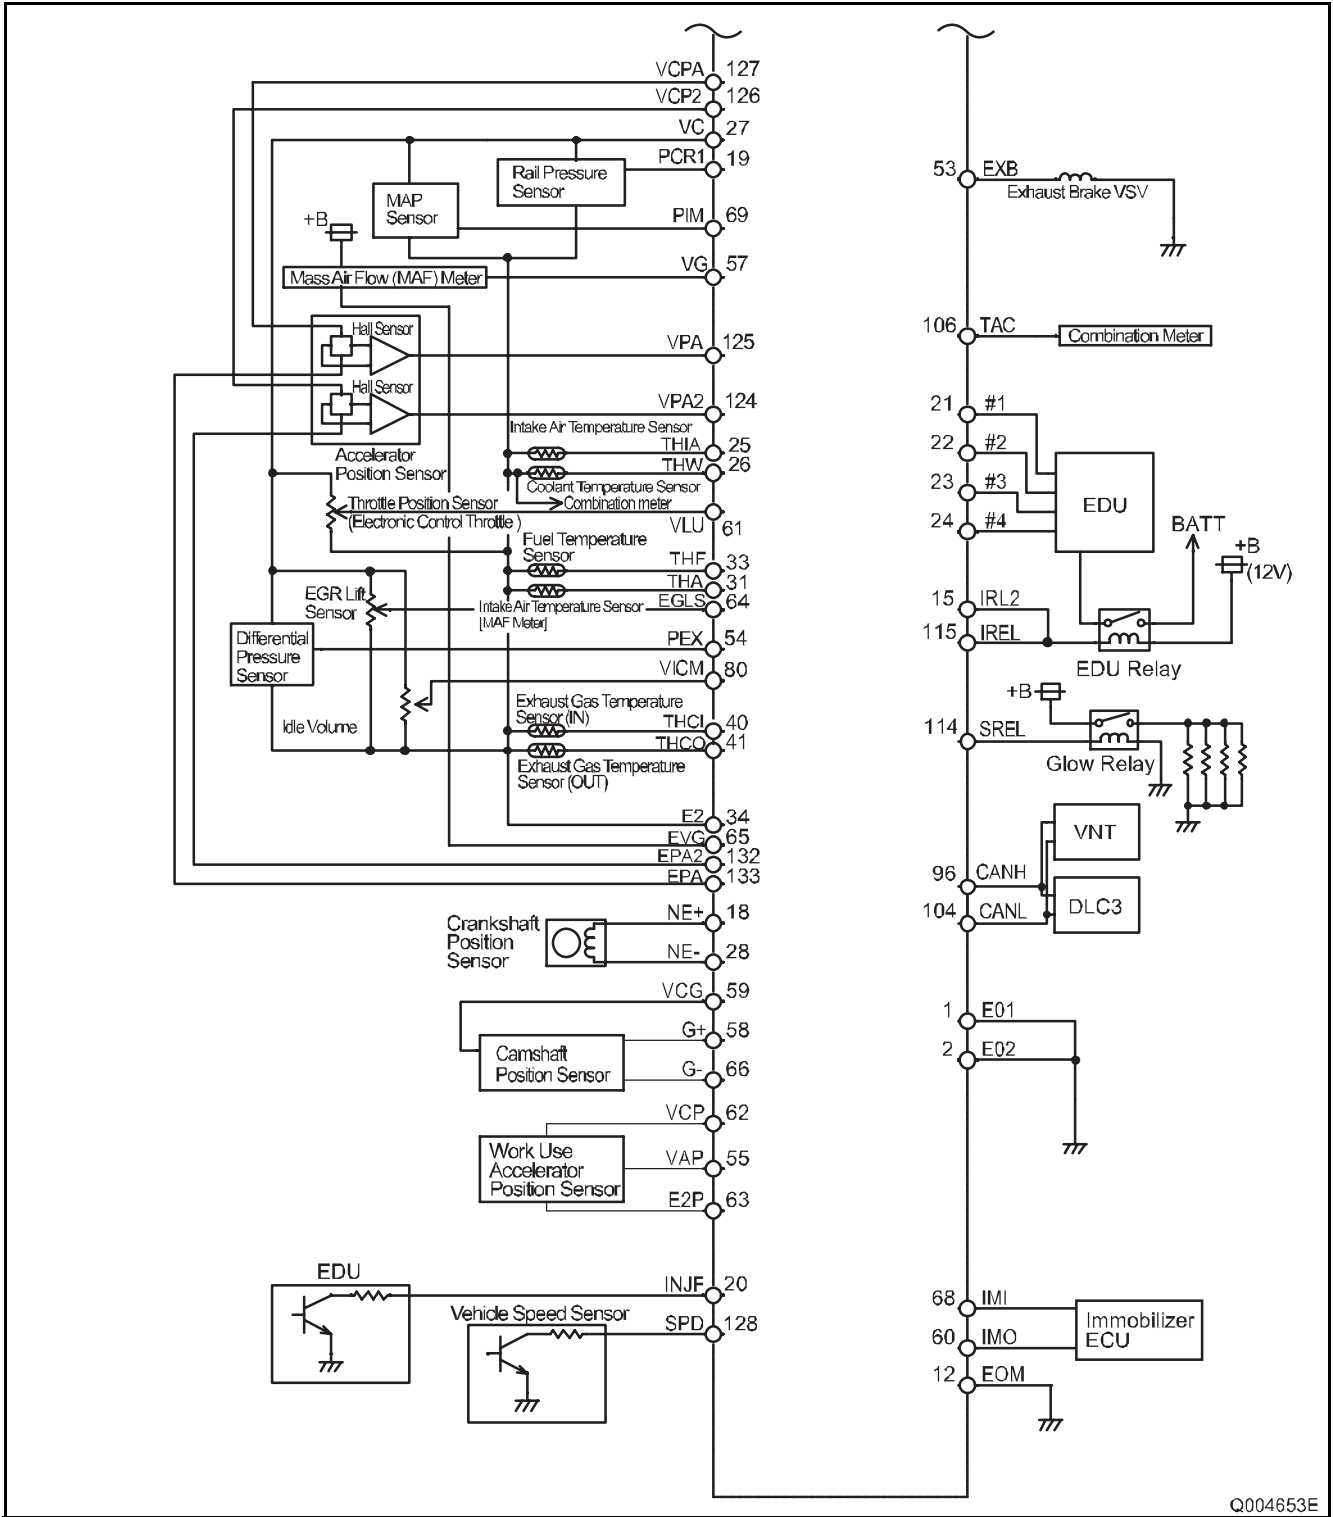 VCPA 127
VCP2 126
VC 27
PCR1 19
Rail Pressure
Sensor
MAP
Sensor
+B
PIM 69
Mass Air Flow (MAF) Meter
VG 57
Hall Sensor
VPA 125
Hall Sensor
VPA2 124
Accelerator
Position Sensor
Intake Air Temperature Sensor
THIA 25
THW 26
Coolant Temperature Sensor
Combination meter
Throttle Position Sensor
(Electronic Control Throttle)
VLU 61
Fuel Temperature
Sensor
THF 33
THA 31
EGR Lift
Sensor
Intake Air Temperature Sensor
[MAF Meter]
EGLS 64
Differential
Pressure
Sensor
PEX 54
VICM 80
Idle Volume
Exhaust Gas Temperature
Sensor (IN)
THCI 40
THCO 41
Exhaust Gas Temperature
Sensor (OUT)
E2 34
EVG 65
EPA2 132
EPA 133
Crankshaft
Position
Sensor
NE+ 18
NE- 28
VCG 59
G+ 58
Camshaft
Position Sensor
G- 66
VCP 62
Work Use
Accelerator
Position Sensor
VAP 55
E2P 63
EDU
INJF 20
Vehicle Speed Sensor
SPD 128
53 EXB
Exhaust Brake VSV
106 TAC
Combination Meter
21 #1
22 #2
23 #3
24 #4
EDU
BATT
+B
(12V)
15 IRL2
115 IREL
EDU Relay
+B
114 SREL
Glow Relay
VNT
96 CANH
DLC3
104 CANL
1 E01
2 E02
68 IMI
Immobilizer
ECU
60 IMO
12 EOM
Q004653E